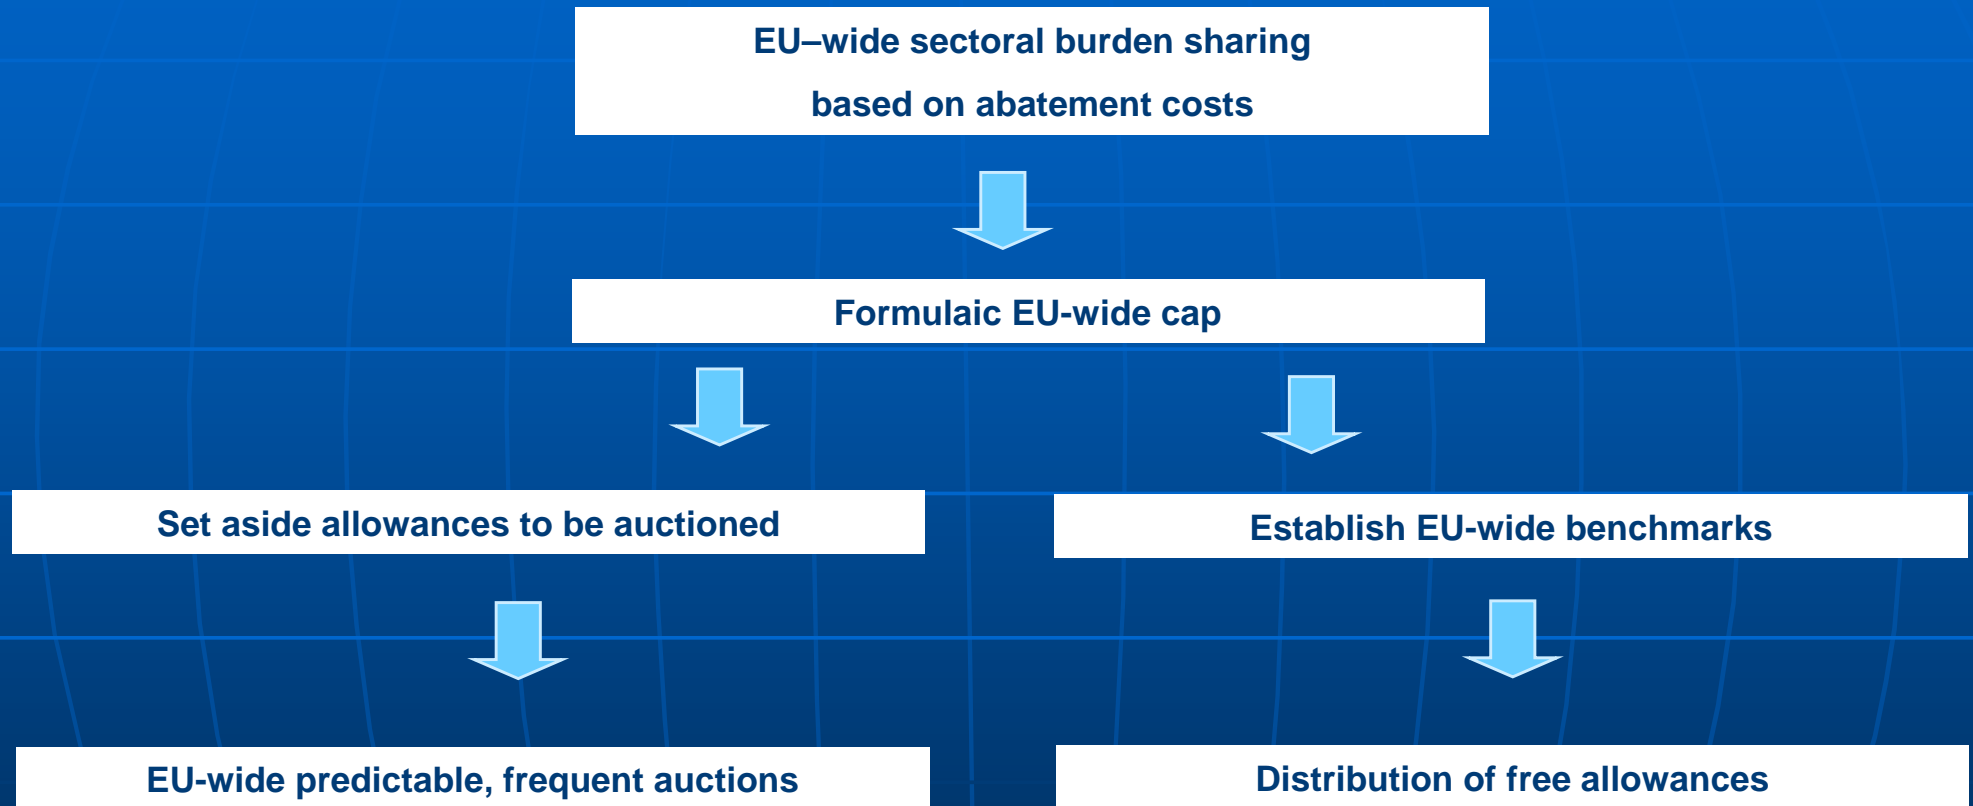 EU–wide sectoral burden sharing
based on abatement costs
Formulaic EU-wide cap
Set aside allowances to be auctioned
Establish EU-wide benchmarks
EU-wide predictable, frequent auctions
Distribution of free allowances